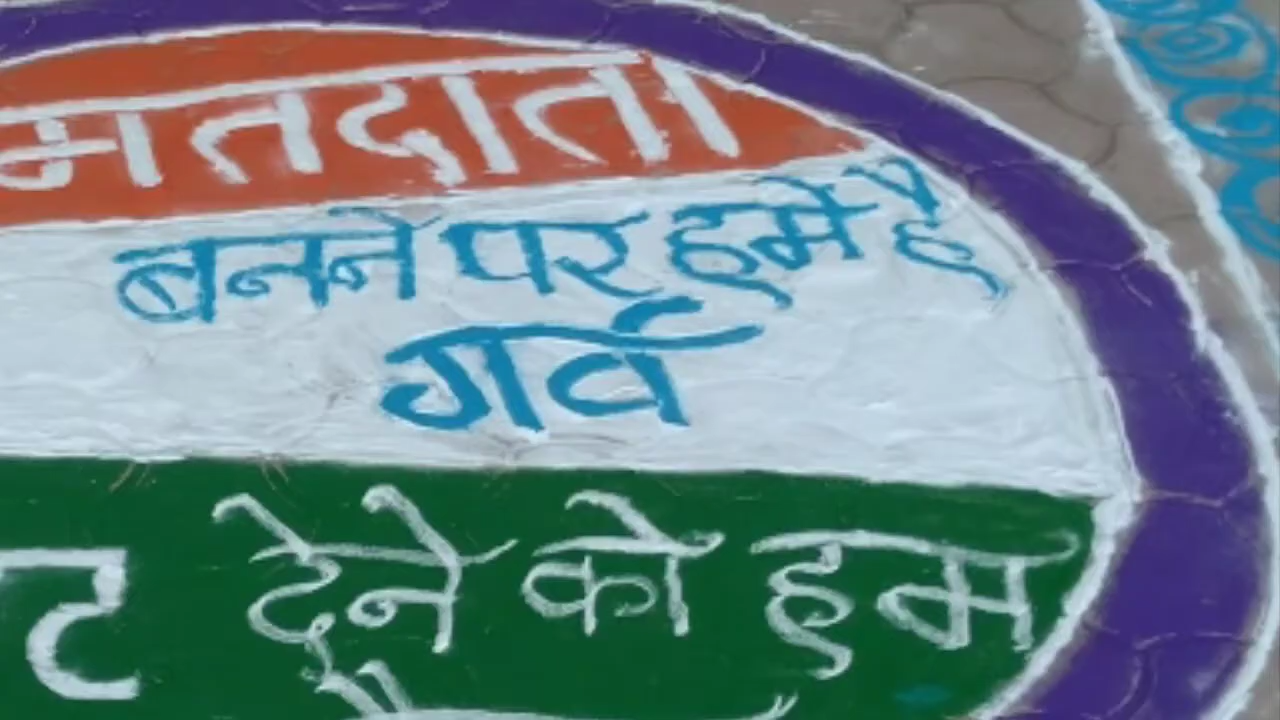 मतदाता
बनने पर हमे है
गर्व
देने को हम